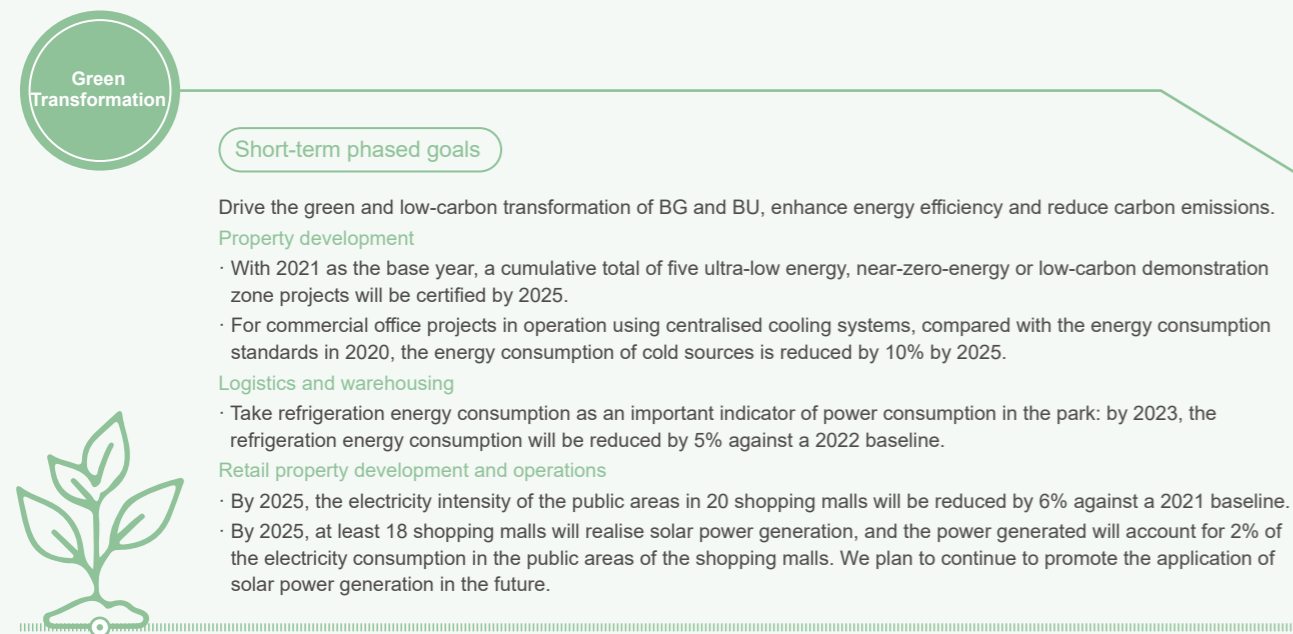 Green
Transformation
Short-term phased goals
Drive the green and low-carbon transformation of BG and BU, enhance energy efficiency and reduce carbon emissions.
Property development
· With 2021 as the base year, a cumulative total of five ultra-low energy, near-zero-energy or low-carbon demonstration
zone projects will be certified by 2025.
· For commercial office projects in operation using centralised cooling systems, compared with the energy consumption
standards in 2020, the energy consumption of cold sources is reduced by 10% by 2025.
Logistics and warehousing
· Take refrigeration energy consumption as an important indicator of power consumption in the park: by 2023, the
refrigeration energy consumption will be reduced by 5% against a 2022 baseline.
Retail property development and operations
· By 2025, the electricity intensity of the public areas in 20 shopping malls will be reduced by 6% against a 2021 baseline.
· By 2025, at least 18 shopping malls will realise solar power generation, and the power generated will account for 2% of
the electricity consumption in the public areas of the shopping malls. We plan to continue to promote the application of
solar power generation in the future.